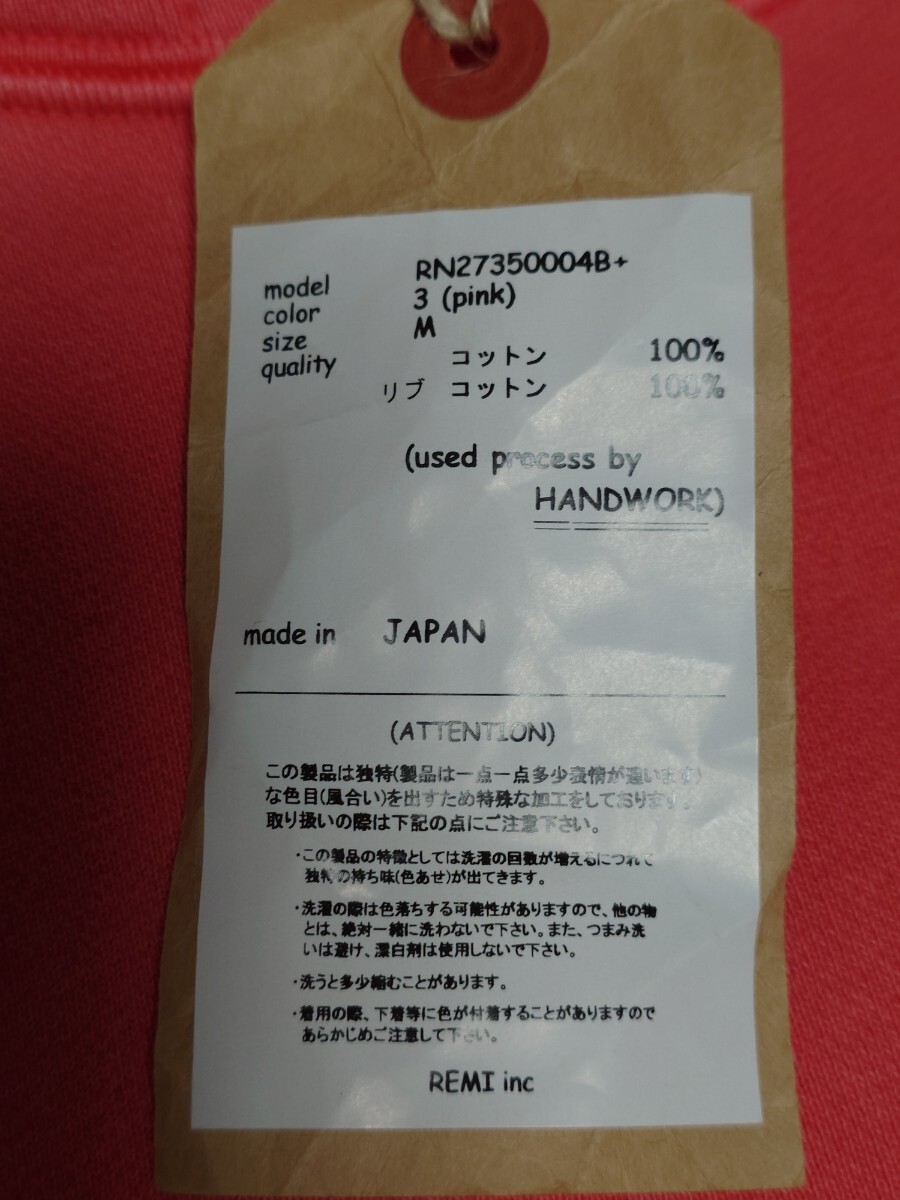 model RN27350004B+
color 3 (pink)
size M
quality コットン 100%
リブ コットン 100%
(used process by
HANDWORK)
made in JAPAN
(ATTENTION)
この製品は独特(製品は一点一点多少表情が違います)
な色目(風合い)を出すため特殊な加工をしております。
取り扱いの際は下記の点にご注意下さい。
・この製品の特徴としては洗濯の回数が増えるにつれて
独特の持ち味(色あせ)が出てきます。
・洗濯の際は色落ちする可能性がありますので、他の物
とは、絶対一緒に洗わないで下さい。また、つまみ洗
いは避け、漂白剤は使用しないで下さい。
・洗うと多少縮むことがあります。
・着用の際、下着等に色が付着することがありますので
あらかじめご注意して下さい。
REMI inc